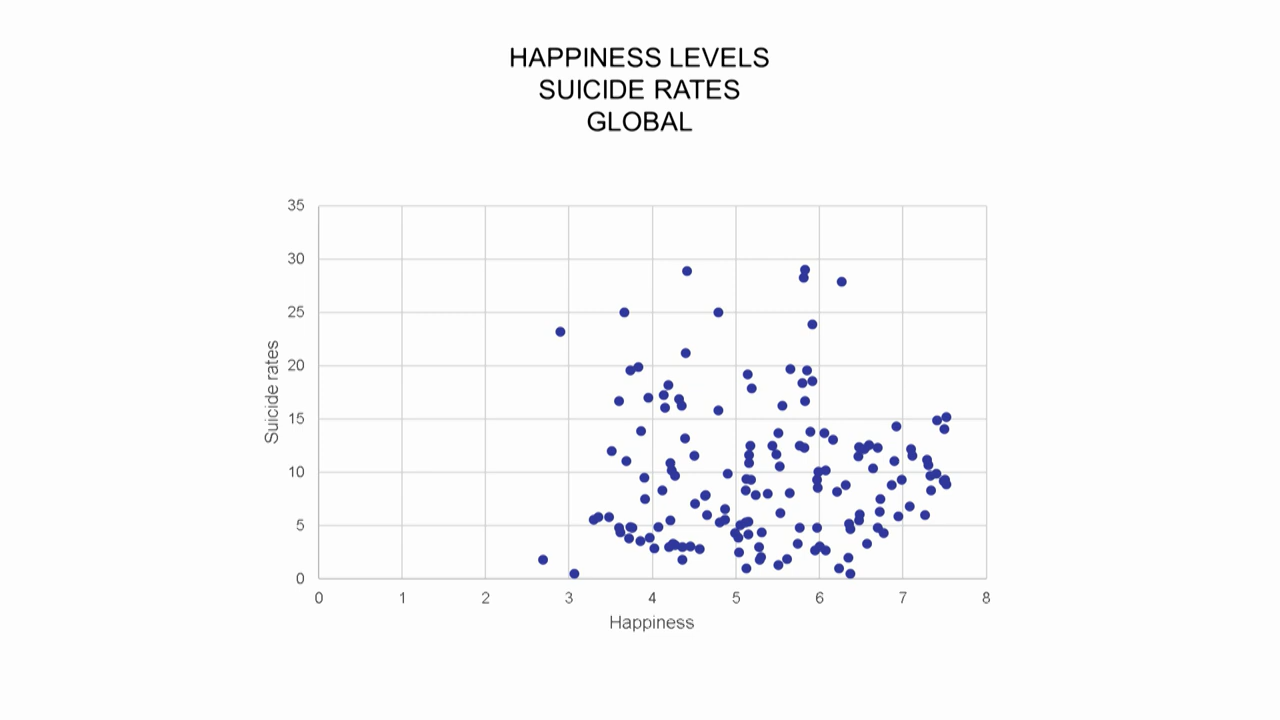 HAPPINESS LEVELS
SUICIDE RATES
GLOBAL
35
30
25
20
15
10
5
0
Suicide rates
0 1 2 3 4 5 6 7 8
Happiness